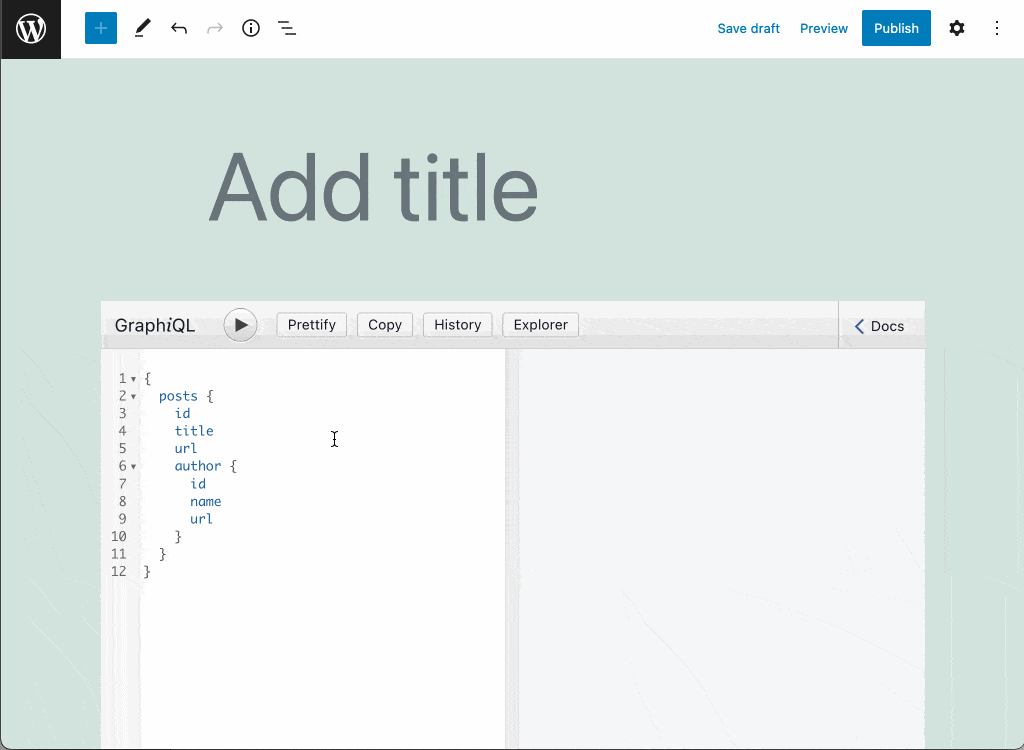 Save draft Preview Publish
Add title
GraphiQL Prettify Copy History Explorer Docs
1 {
2 posts {
3 id
4 title
5 url
6 author {
7 id
8 name
9 url
10 }
11 }
12 }